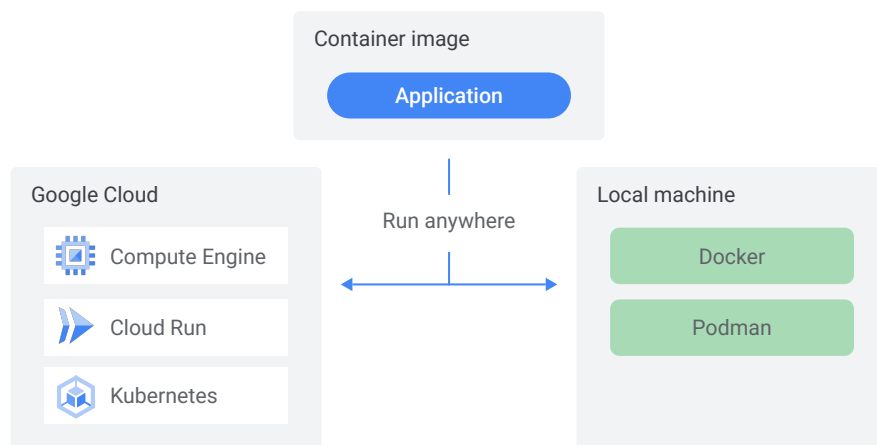 Container image
Application
Run anywhere
Google Cloud
Compute Engine
Cloud Run
Kubernetes
Local machine
Docker
Podman